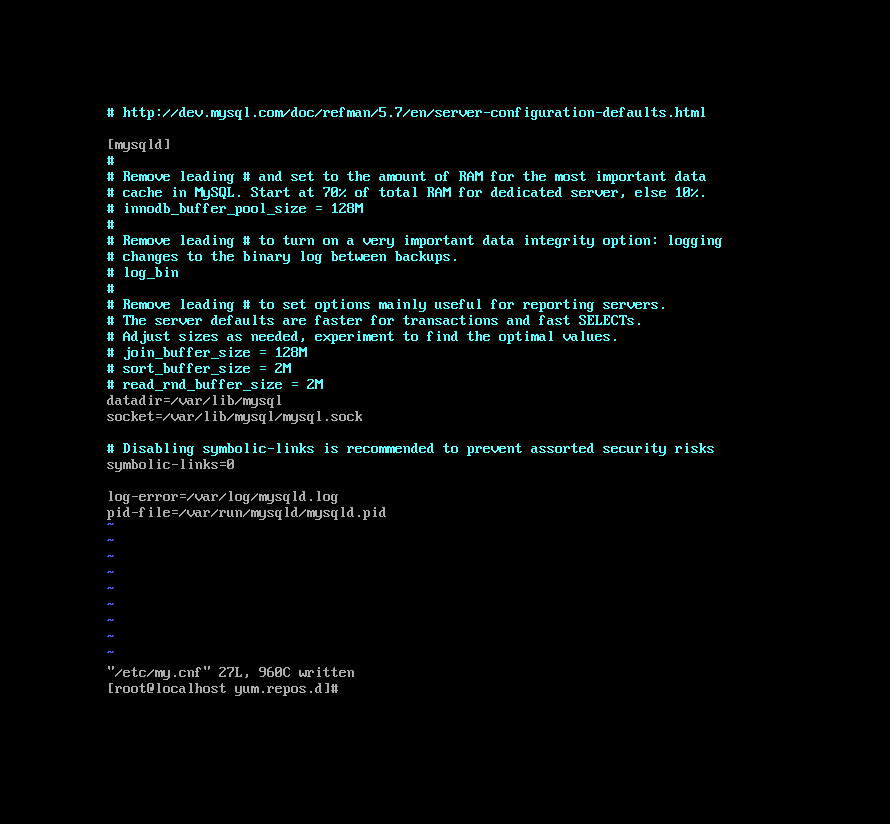 # http://dev.mysql.com/doc/refman/5.7/en/server-configuration-defaults.html
[mysqld]
#
# Remove leading # and set to the amount of RAM for the most important data
# cache in MySQL. Start at 70% of total RAM for dedicated server, else 10%.
# innodb_buffer_pool_size = 128M
#
# Remove leading # to turn on a very important data integrity option: logging
# changes to the binary log between backups.
# log_bin
#
# Remove leading # to set options mainly useful for reporting servers.
# The server defaults are faster for transactions and fast SELECTs.
# Adjust sizes as needed, experiment to find the optimal values.
# join_buffer_size = 128M
# sort_buffer_size = 2M
# read_rnd_buffer_size = 2M
datadir=/var/lib/mysql
socket=/var/lib/mysql/mysql.sock
# Disabling symbolic-links is recommended to prevent assorted security risks
symbolic-links=0
log-error=/var/log/mysqld.log
pid-file=/var/run/mysqld/mysqld.pid
~
~
~
~
~
~
~
~
~
"/etc/my.cnf" 27L, 960C written
[root@localhost yum.repos.d]#